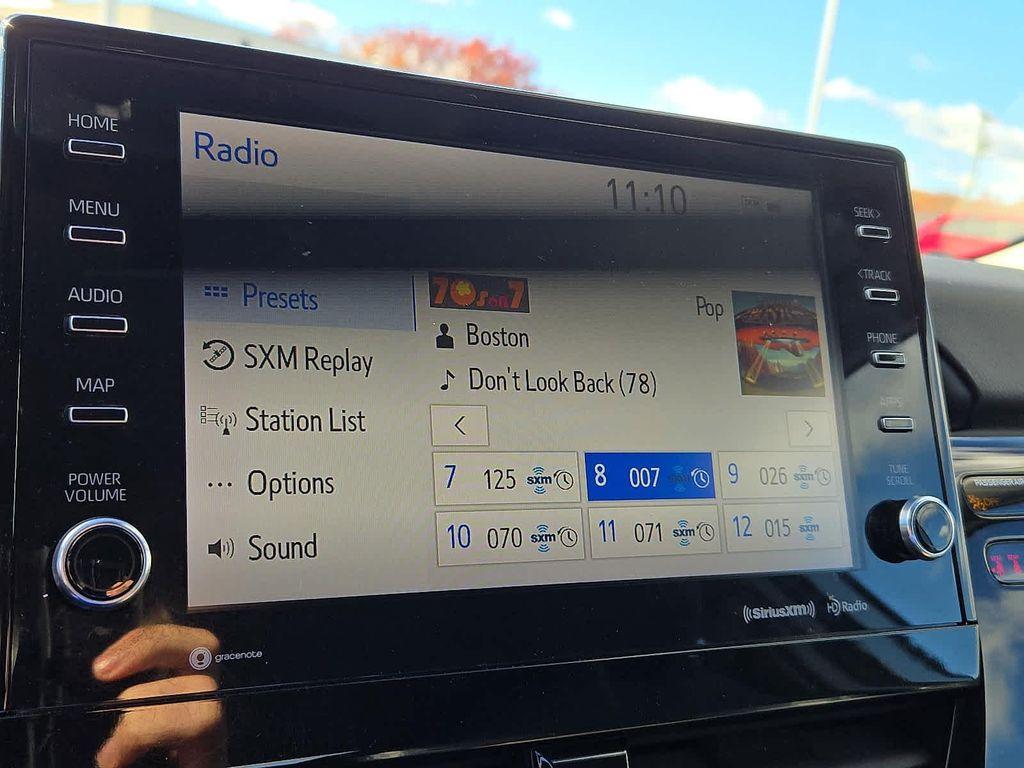 HOME
MENU
AUDIO
MAP
POWER
VOLUME
Radio
11:10
Presets
SXM Replay
Station List
Options
Sound
70s on 7
Boston
Don't Look Back (78)
Pop
7 125 sxm
8 007 sxm
9 026 sxm
10 070 sxm
11 071 sxm
12 015 sxm
SEEK >
< TRACK
PHONE
APPS
TUNE
SCROLL
gracenote
SiriusXM
HD Radio